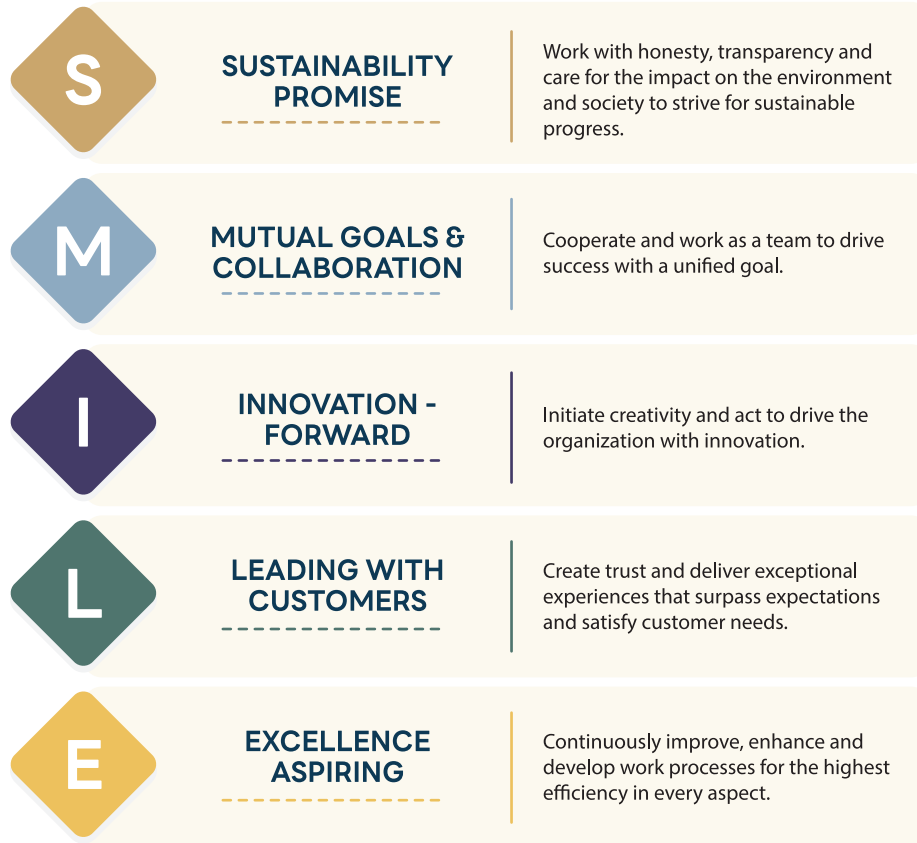 S
SUSTAINABILITY
PROMISE
Work with honesty, transparency and
care for the impact on the environment
and society to strive for sustainable
progress.
M
MUTUAL GOALS &
COLLABORATION
Cooperate and work as a team to drive
success with a unified goal.
I
INNOVATION -
FORWARD
Initiate creativity and act to drive the
organization with innovation.
L
LEADING WITH
CUSTOMERS
Create trust and deliver exceptional
experiences that surpass expectations
and satisfy customer needs.
E
EXCELLENCE
ASPIRING
Continuously improve, enhance and
develop work processes for the highest
efficiency in every aspect.